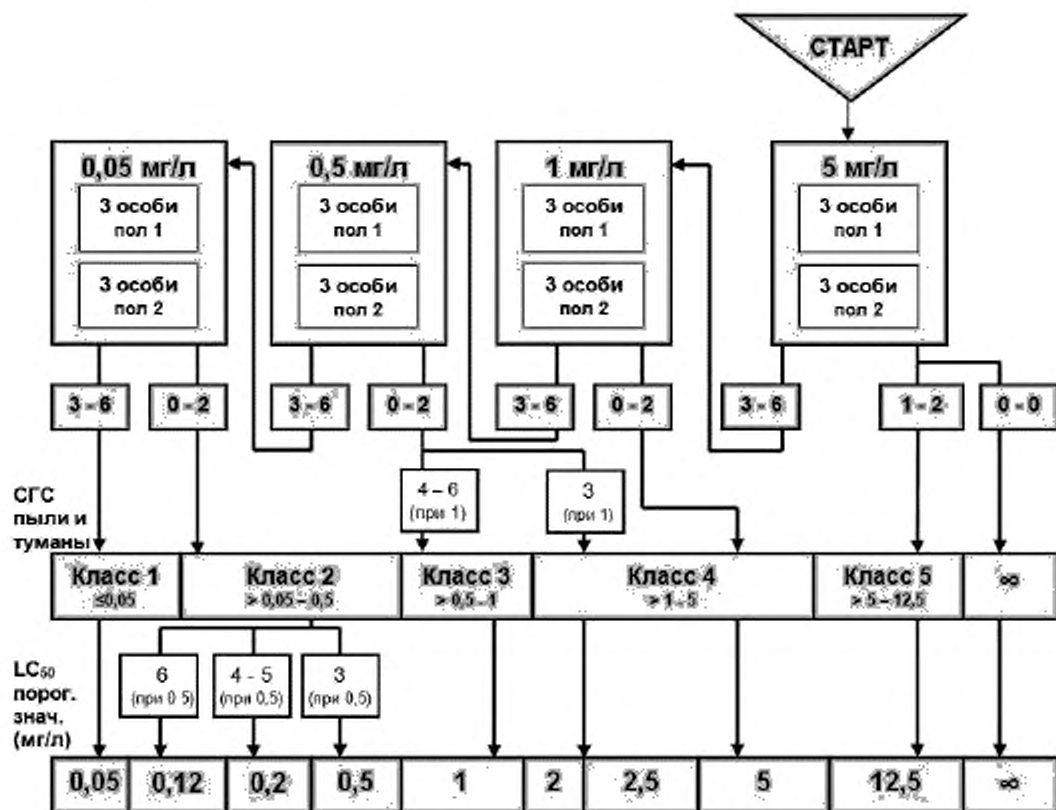 СТАРТ
0,05 мг/л
3 особи
пол 1
3 особи
пол 2
0,5 мг/л
3 особи
пол 1
3 особи
пол 2
1 мг/л
3 особи
пол 1
3 особи
пол 2
5 мг/л
3 особи
пол 1
3 особи
пол 2
3 - 6
0 - 2
3 - 6
0 - 2
3 - 6
0 - 2
3 - 6
1 - 2
0 - 0
4 – 6
(при 1)
3
(при 1)
СГС
пыли и
туманы
Класс 1
≤0,05
Класс 2
> 0,05 – 0,5
Класс 3
> 0,5 – 1
Класс 4
> 1 - 5
Класс 5
> 5 – 12,5
∞
6
(при 0 5)
4 - 5
(при 0,5)
3
(при 0,5)
LC₅₀
порог.
знач.
(мг/л)
0,05
0,12
0,2
0,5
1
2
2,5
5
12,5
∞